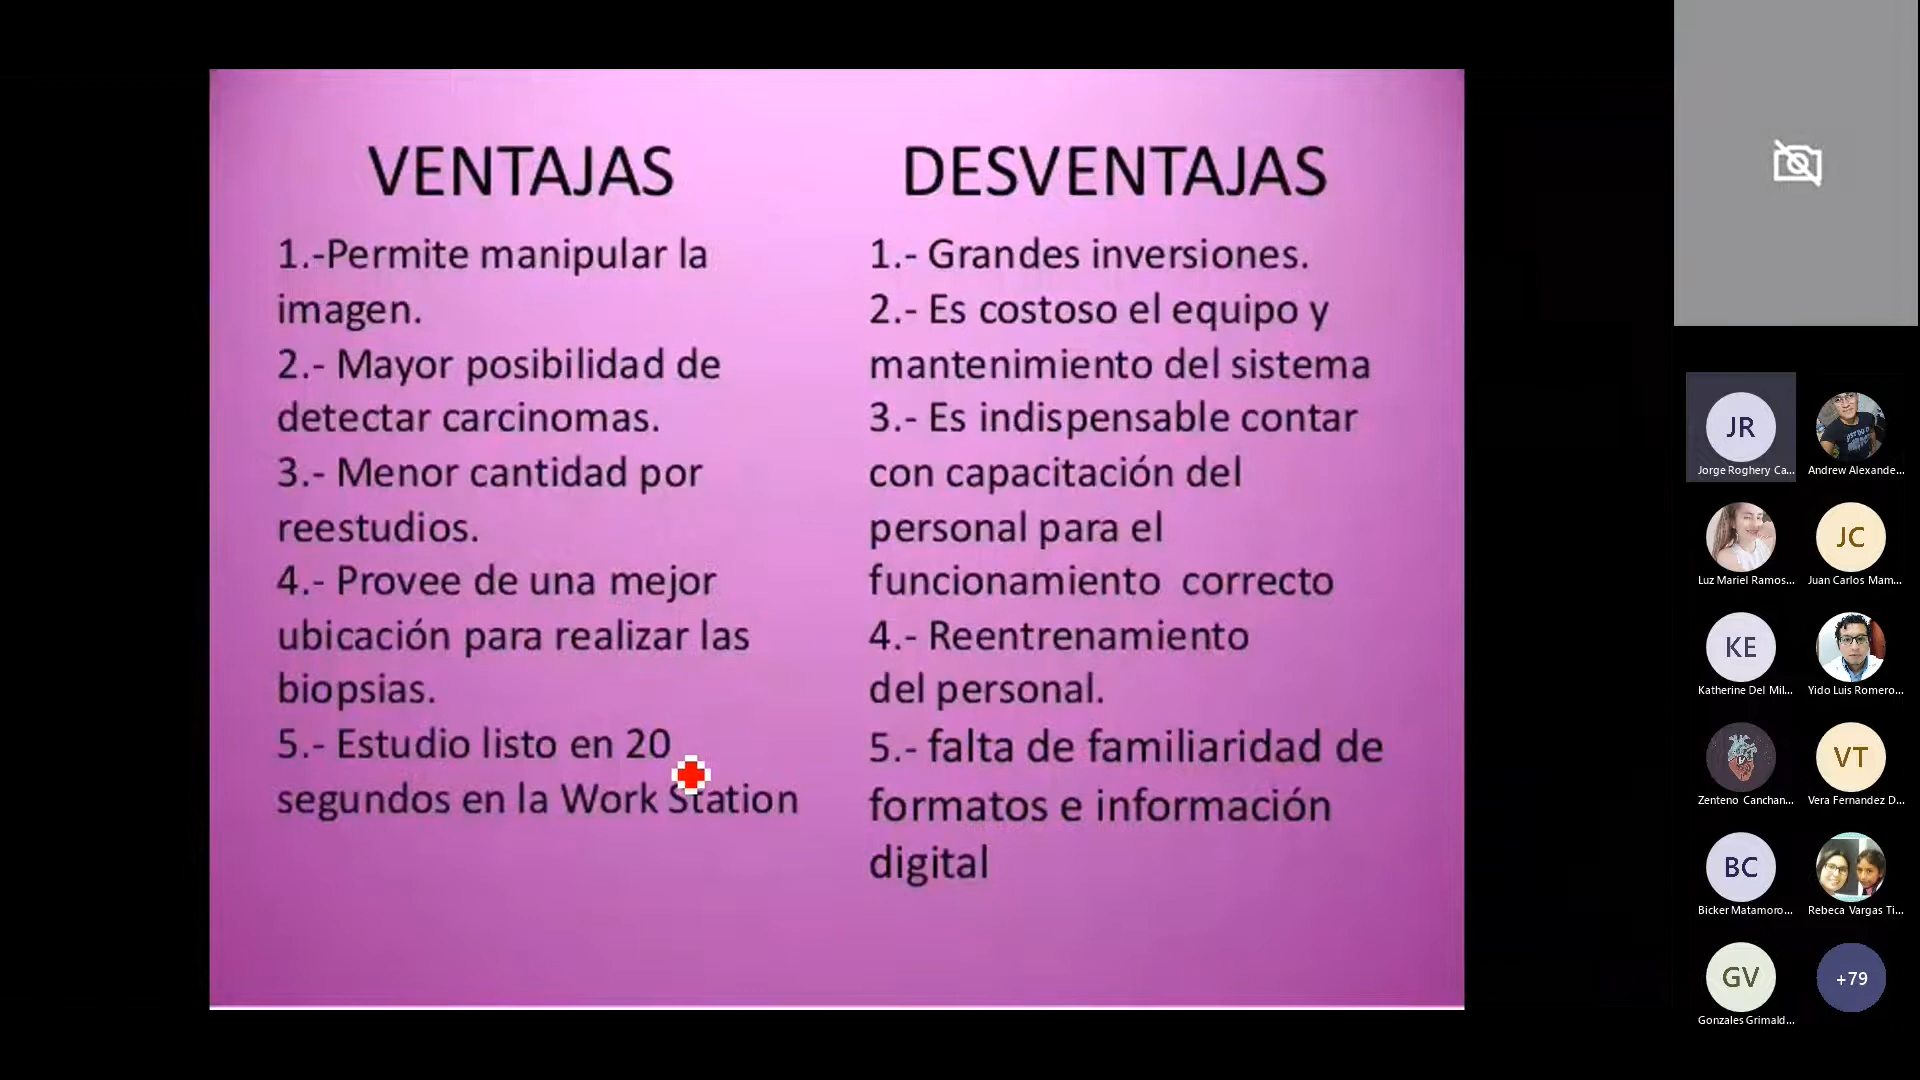 VENTAJAS
1.-Permite manipular la
imagen.
2.- Mayor posibilidad de
detectar carcinomas.
3.- Menor cantidad por
reestudios.
4.- Provee de una mejor
ubicación para realizar las
biopsias.
5.- Estudio listo en 20
segundos en la Work Station
DESVENTAJAS
1.- Grandes inversiones.
2.- Es costoso el equipo y
mantenimiento del sistema
3.- Es indispensable contar
con capacitación del
personal para el
funcionamiento correcto
4.- Reentrenamiento
del personal.
5.- falta de familiaridad de
formatos e información
digital
JR
Jorge Roghery Ca...
Andrew Alexande...
Luz Mariel Ramos...
JC
Juan Carlos Mam...
KE
Katherine Del Mil...
Yido Luis Romero...
Zenteno Canchan...
VT
Vera Fernandez D...
BC
Bicker Matamoro...
Rebeca Vargas Ti...
GV
Gonzales Grimald...
+79